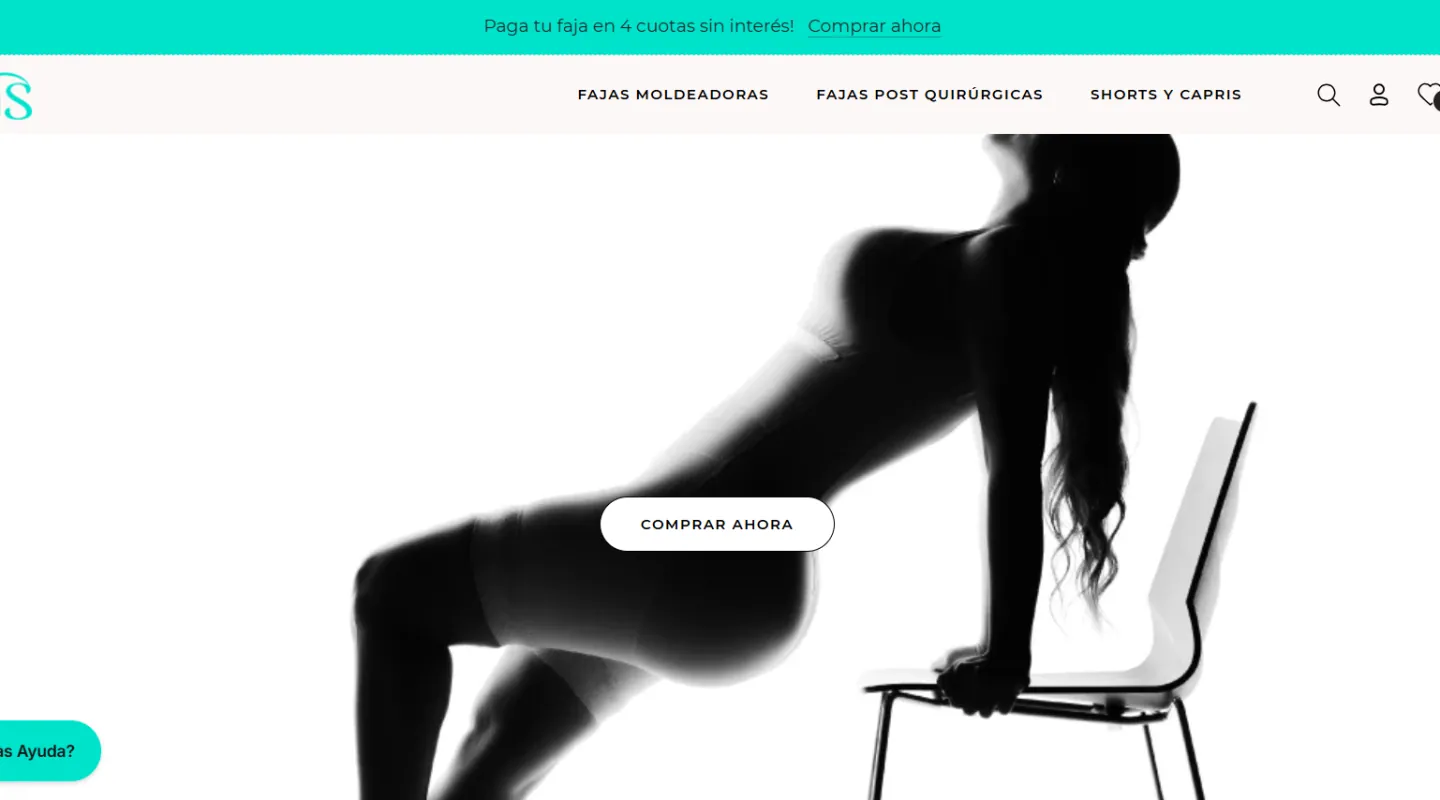 Paga tu faja en 4 cuotas sin interés! Comprar ahora
FAJAS MOLDEADORAS FAJAS POST QUIRÚRGICAS SHORTS Y CAPRIS
COMPRAR AHORA
Ayuda?